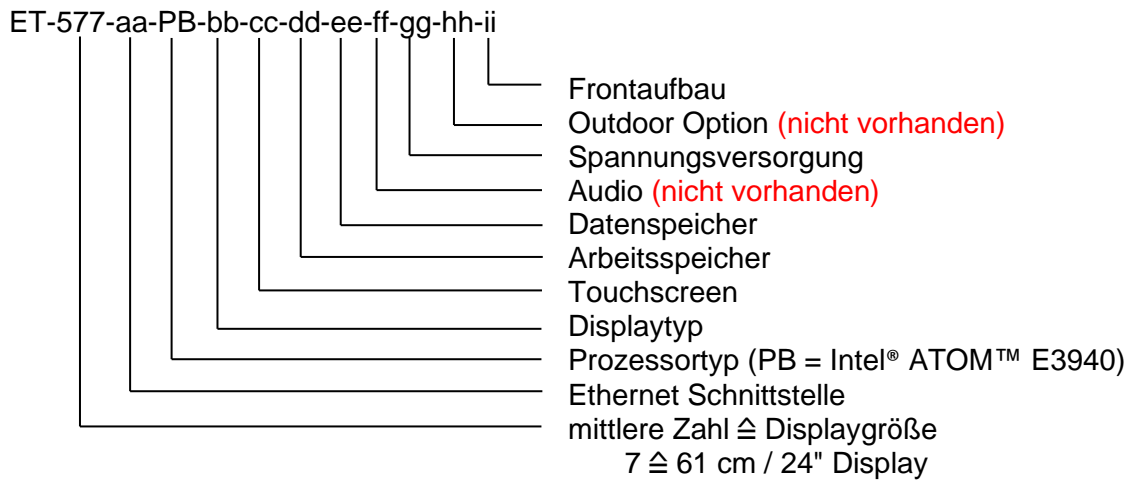 ET-577-aa-PB-bb-cc-dd-ee-ff-gg-hh-ii
Frontaufbau
Outdoor Option (nicht vorhanden)
Spannungsversorgung
Audio (nicht vorhanden)
Datenspeicher
Arbeitsspeicher
Touchscreen
Displaytyp
Prozessortyp (PB = Intel® ATOM™ E3940)
Ethernet Schnittstelle
mittlere Zahl ≙ Displaygröße
7 ≙ 61 cm / 24" Display